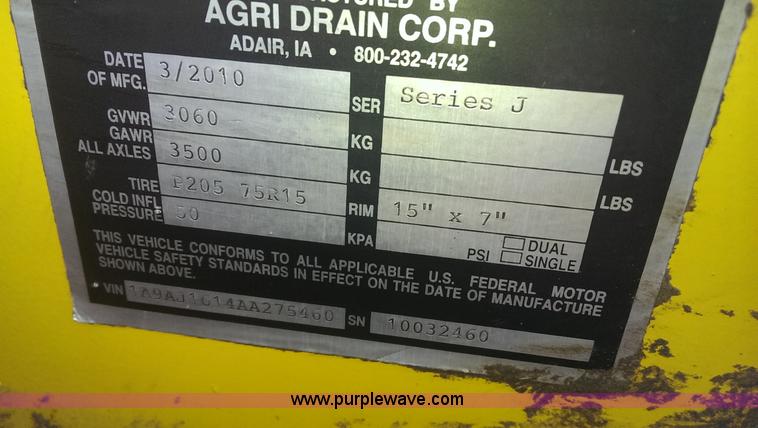 BY
AGRI DRAIN CORP.
ADAIR, IA • 800-232-4742
DATE OF MFG. 3/2010 SER Series J
GVWR 3060 KG LBS
GAWR ALL AXLES 3500 KG LBS
TIRE P205 75R15 RIM 15" x 7"
COLD INFL PRESSURE 50 KPA PSI DUAL SINGLE
THIS VEHICLE CONFORMS TO ALL APPLICABLE U.S. FEDERAL MOTOR
VEHICLE SAFETY STANDARDS IN EFFECT ON THE DATE OF MANUFACTURE
SHOWN ABOVE.
VIN 1A9AJ1614AA275460 SN 10032460
www.purplewave.com